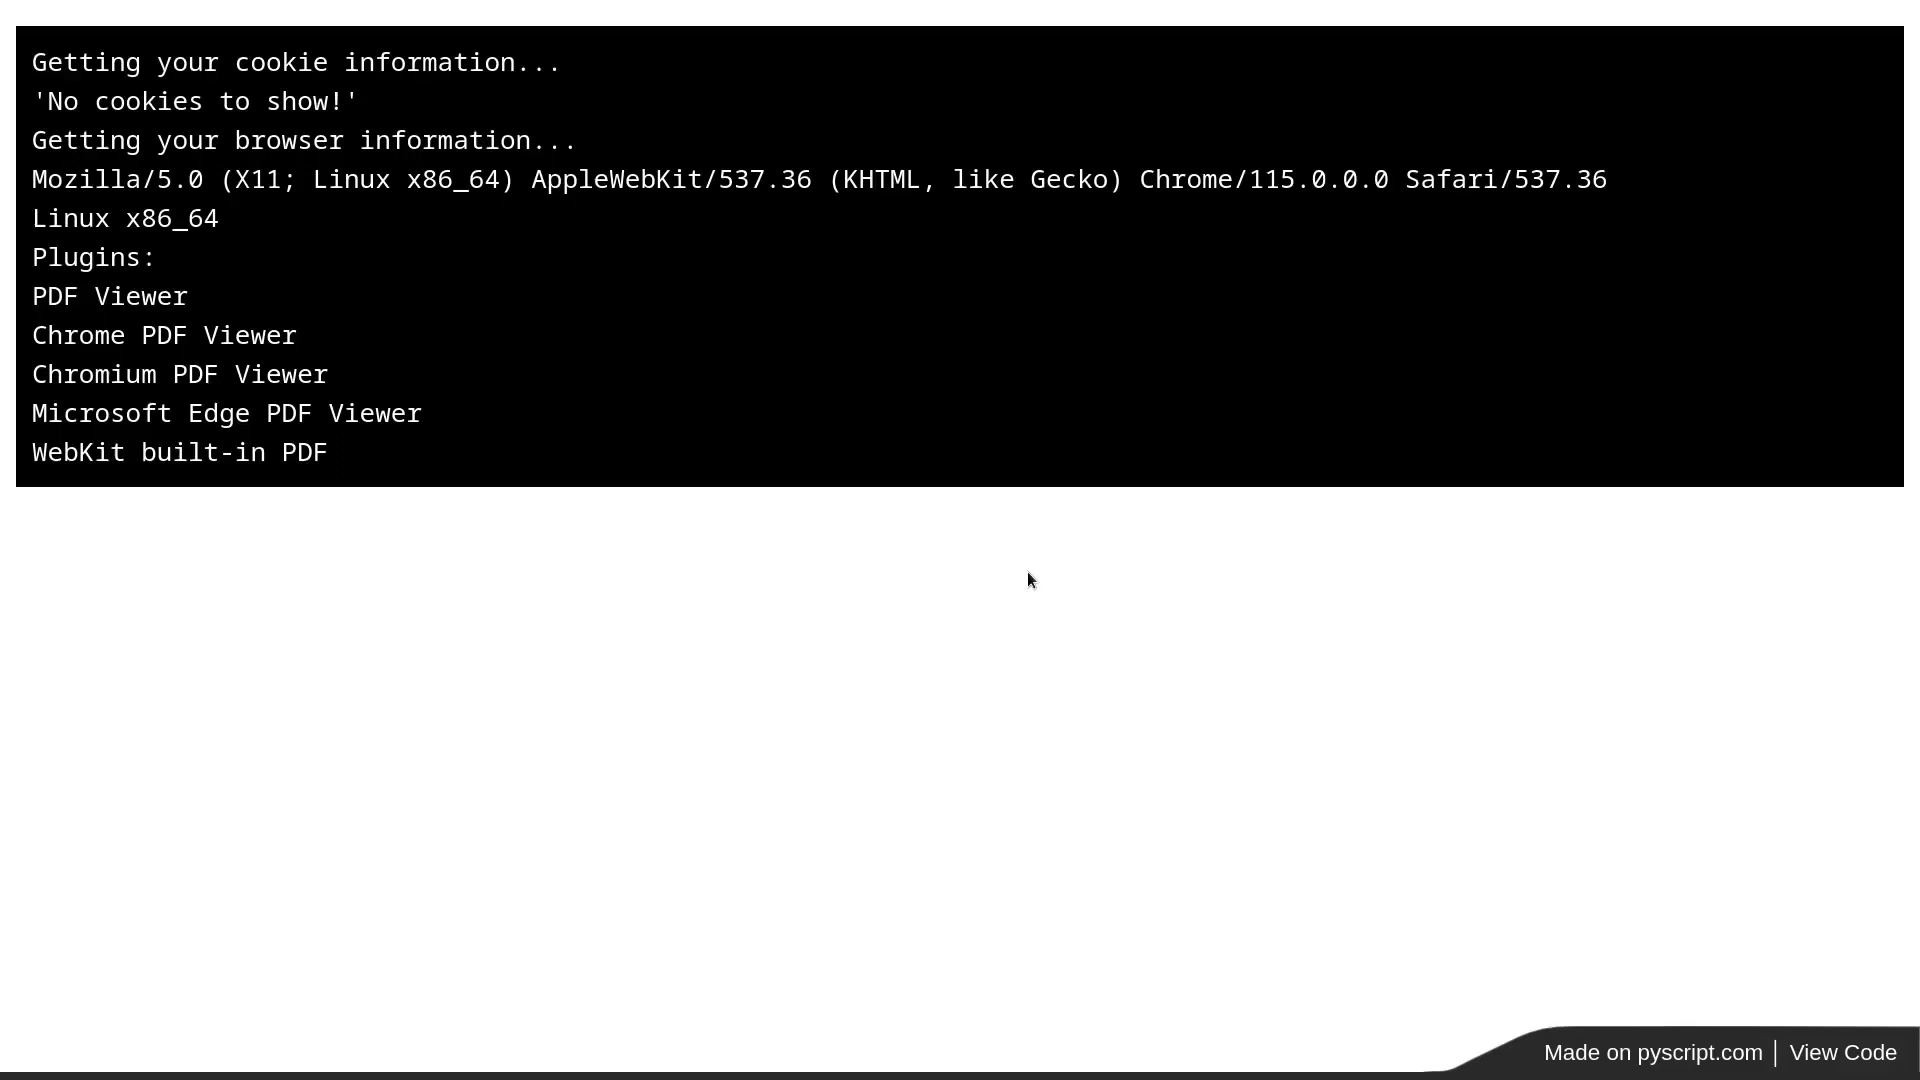 Getting your cookie information...
'No cookies to show!'
Getting your browser information...
Mozilla/5.0 (X11; Linux x86_64) AppleWebKit/537.36 (KHTML, like Gecko) Chrome/115.0.0.0 Safari/537.36
Linux x86_64
Plugins:
PDF Viewer
Chrome PDF Viewer
Chromium PDF Viewer
Microsoft Edge PDF Viewer
WebKit built-in PDF
Made on pyscript.com | View Code